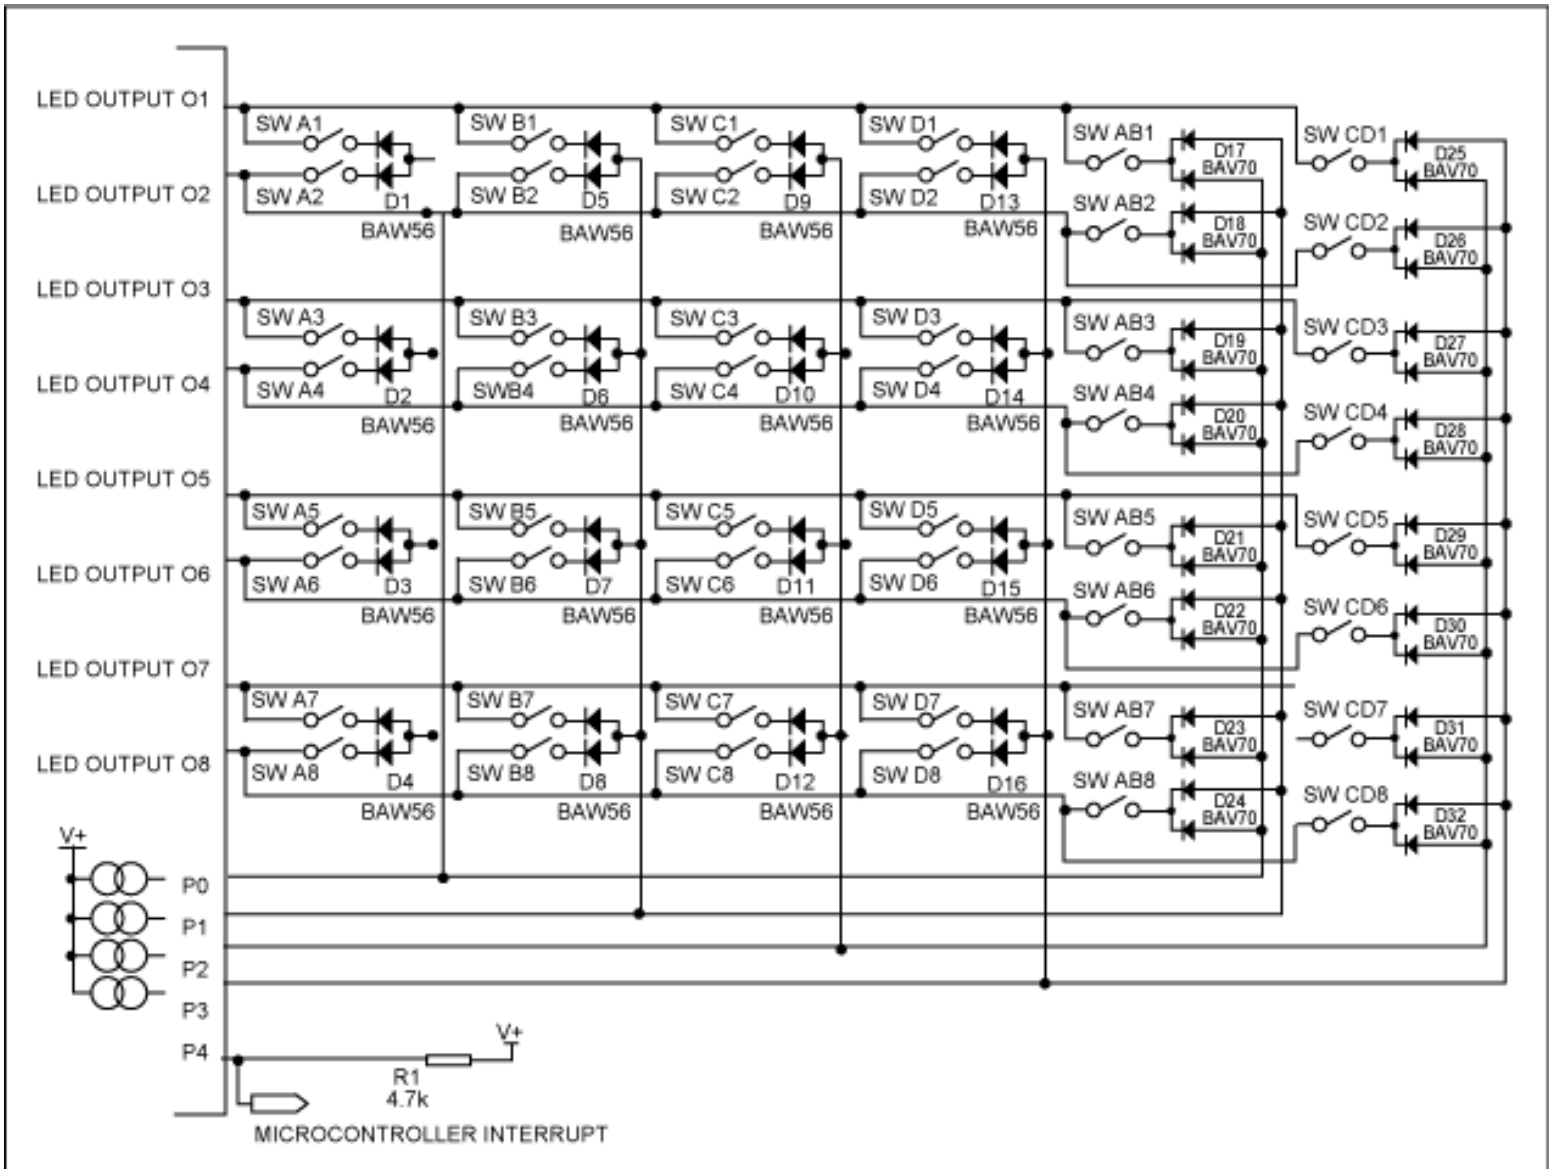 LED OUTPUT O1
SW A1
SW B1
SW C1
SW D1
SW AB1
SW CD1
D17
BAV70
D25
BAV70
LED OUTPUT O2
SW A2
D1
SW B2
D5
SW C2
D9
SW D2
D13
SW AB2
SW CD2
BAW56
BAW56
BAW56
BAW56
D18
BAV70
D26
BAV70
LED OUTPUT O3
SW A3
SW B3
SW C3
SW D3
SW AB3
SW CD3
D19
BAV70
D27
BAV70
LED OUTPUT O4
SW A4
D2
SWB4
D6
SW C4
D10
SW D4
D14
SW AB4
SW CD4
BAW56
BAW56
BAW56
BAW56
D20
BAV70
D28
BAV70
LED OUTPUT O5
SW A5
SW B5
SW C5
SW D5
SW AB5
SW CD5
D21
BAV70
D29
BAV70
LED OUTPUT O6
SW A6
D3
SW B6
D7
SW C6
D11
SW D6
D15
SW AB6
SW CD6
BAW56
BAW56
BAW56
BAW56
D22
BAV70
D30
BAV70
LED OUTPUT O7
SW A7
SW B7
SW C7
SW D7
SW AB7
SW CD7
D23
BAV70
D31
BAV70
LED OUTPUT O8
SW A8
D4
SW B8
D8
SW C8
D12
SW D8
D16
SW AB8
SW CD8
BAW56
BAW56
BAW56
BAW56
D24
BAV70
D32
BAV70
V+
P0
P1
P2
P3
P4
V+
R1
4.7k
MICROCONTROLLER INTERRUPT